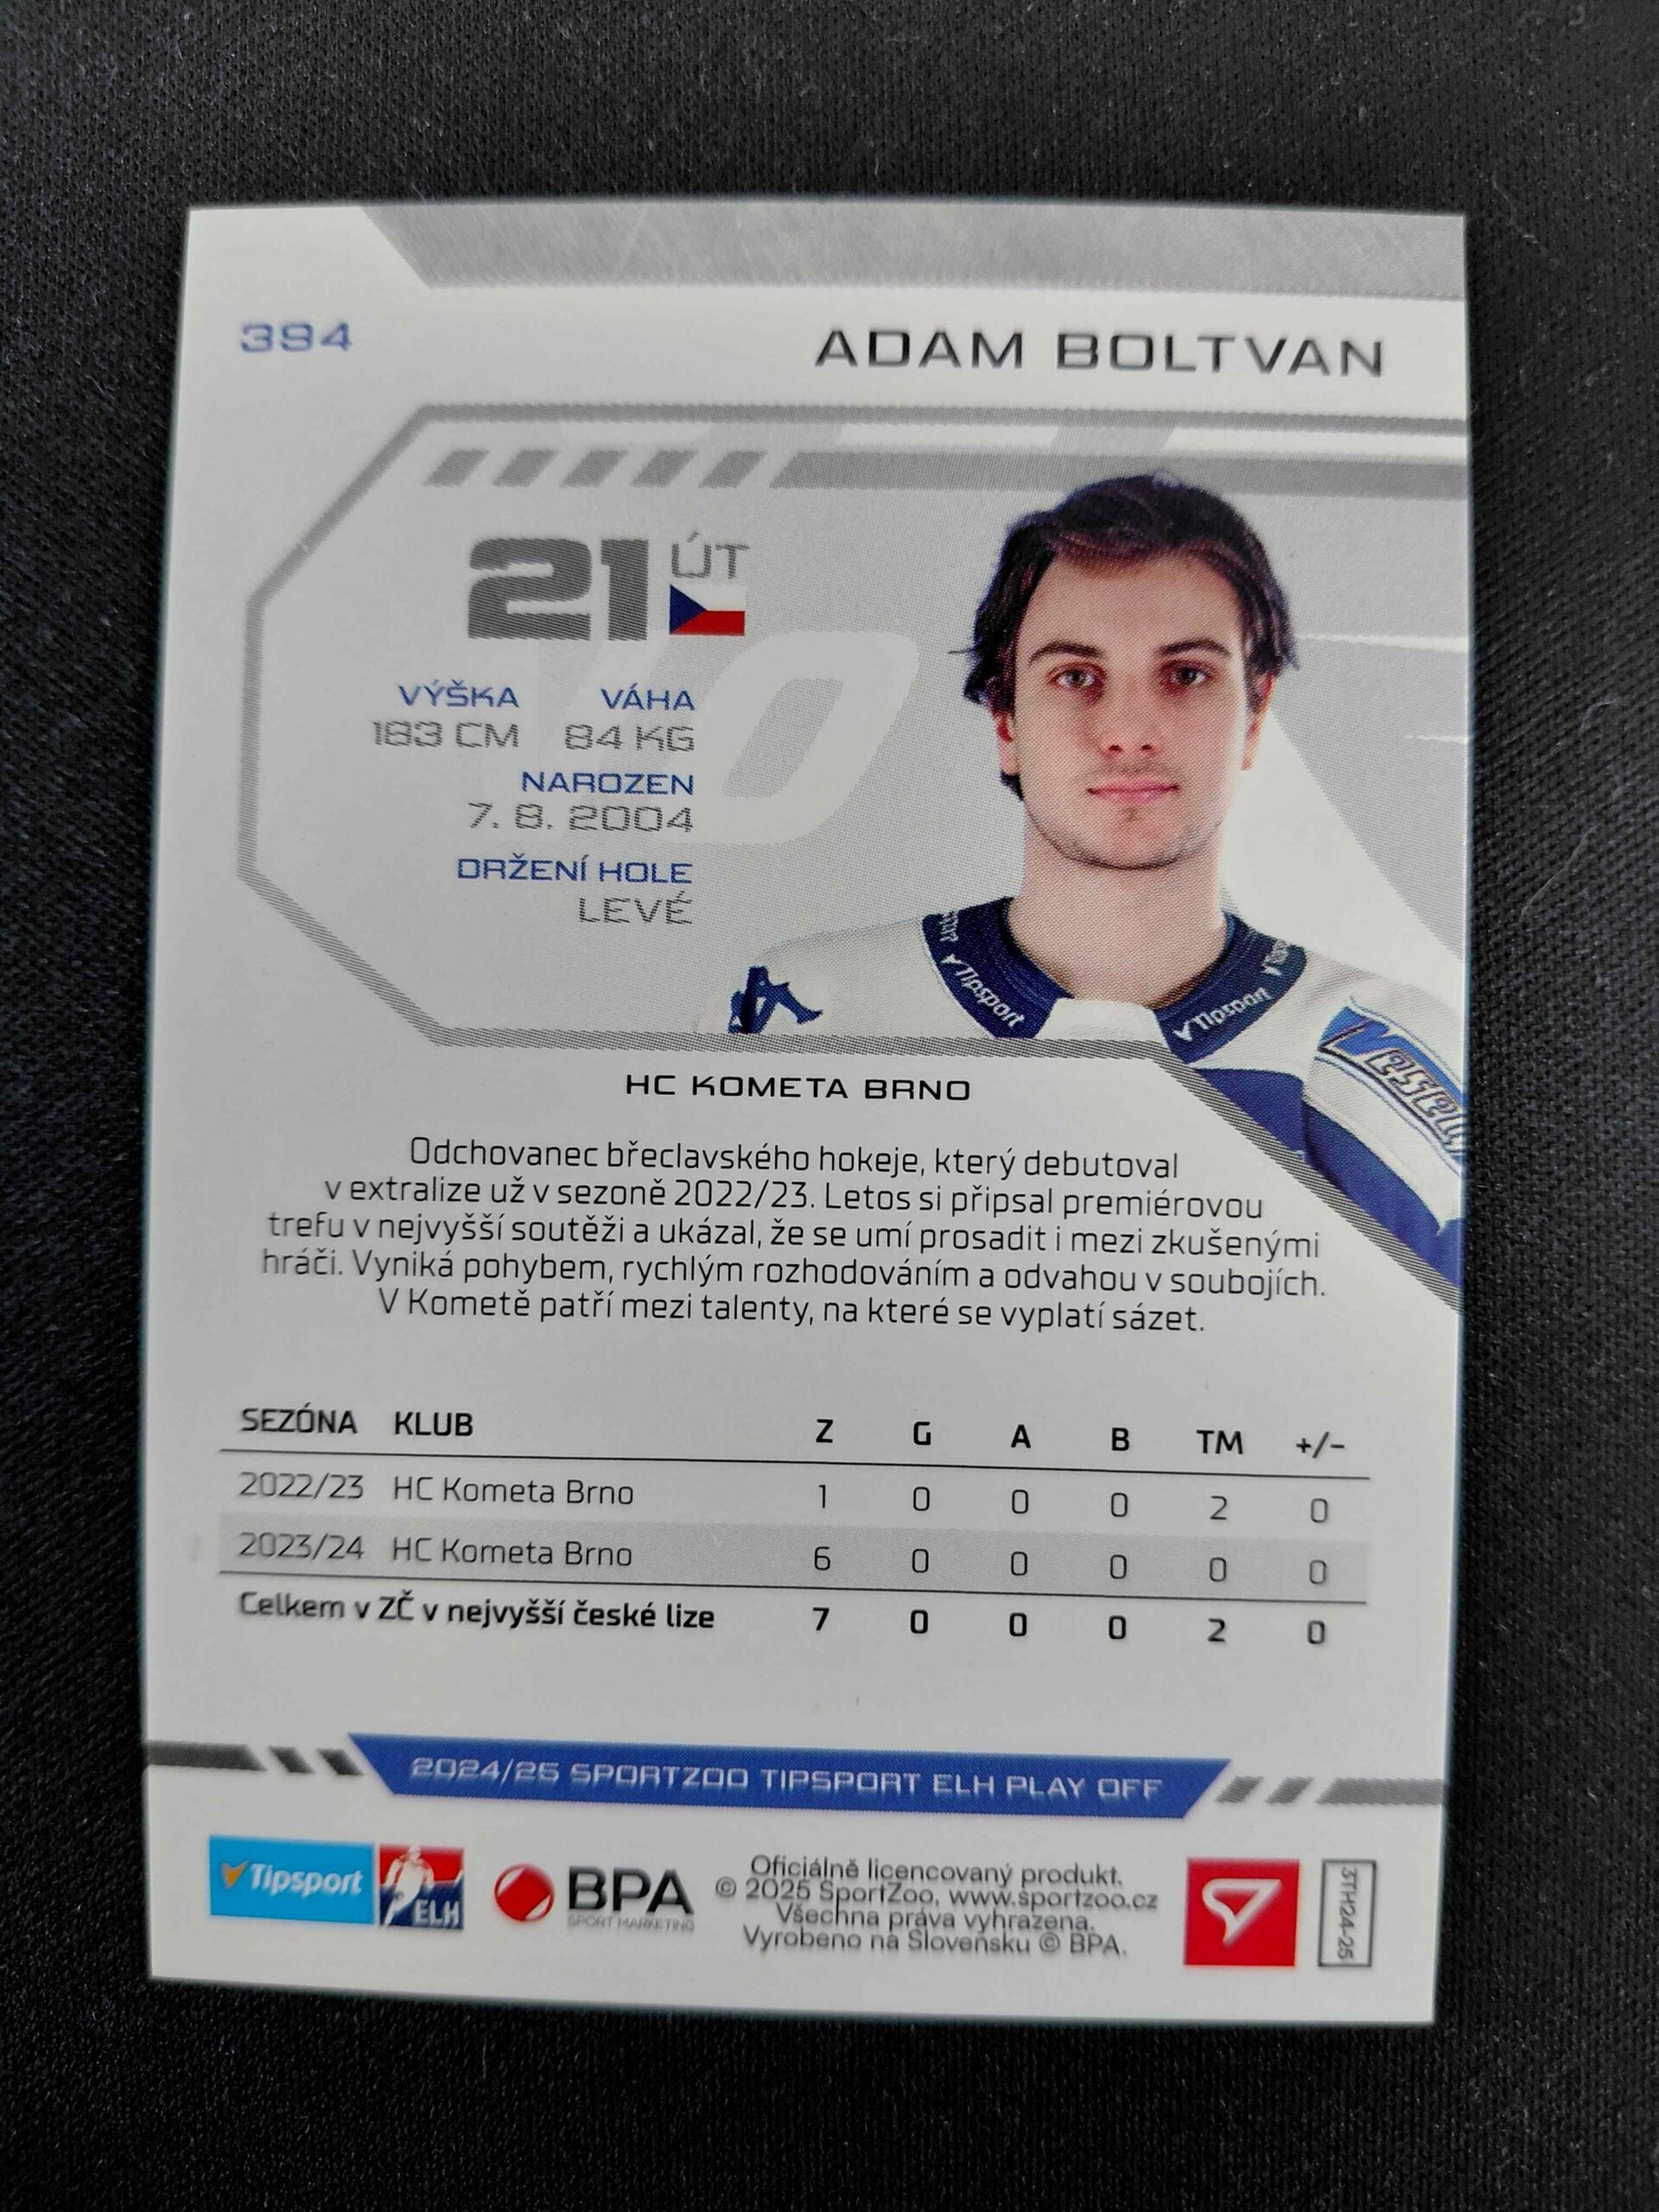 394
ADAM BOLTVAN
21 ÚT
VÝŠKA VÁHA
183 CM 84 KG
NAROZEN
7. 8. 2004
DRŽENÍ HOLE
LEVÉ
Tipsport
Tipsport
HC KOMETA BRNO
Odchovanec břeclavského hokeje, který debutoval
v extralize už v sezoně 2022/23. Letos si připsal premiérovou
trefu v nejvyšší soutěži a ukázal, že se umí prosadit i mezi zkušenými
hráči. Vyniká pohybem, rychlým rozhodováním a odvahou v soubojích.
V Kometě patří mezi talenty, na které se vyplatí sázet.
SEZÓNA KLUB Z G A B TM +/-
2022/23 HC Kometa Brno 1 0 0 0 2 0
2023/24 HC Kometa Brno 6 0 0 0 0 0
Celkem v ZČ v nejvyšší české lize 7 0 0 0 2 0
2024/25 SPORTZOO TIPSPORT ELH PLAY OFF
Tipsport ELH
BPA
SPORT MARKETING
Oficiálně licencovaný produkt.
© 2025 SportZoo, www.sportzoo.cz
Všechna práva vyhrazena.
Vyrobeno na Slovensku © BPA.
3TH24-25